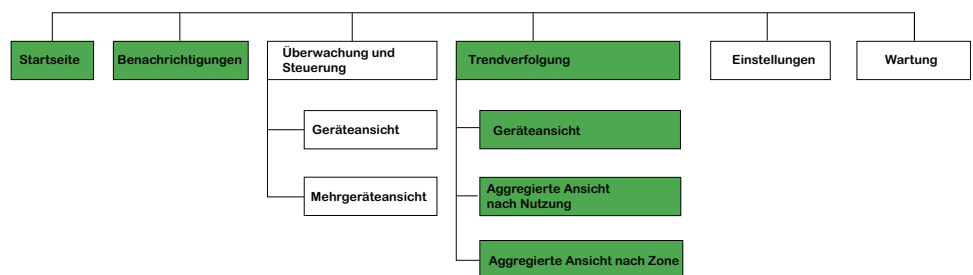 Startseite
Benachrichtigungen
Überwachung und
Steuerung
Trendverfolgung
Einstellungen
Wartung
Geräteansicht
Mehrgeräteansicht
Geräteansicht
Aggregierte Ansicht
nach Nutzung
Aggregierte Ansicht nach Zone